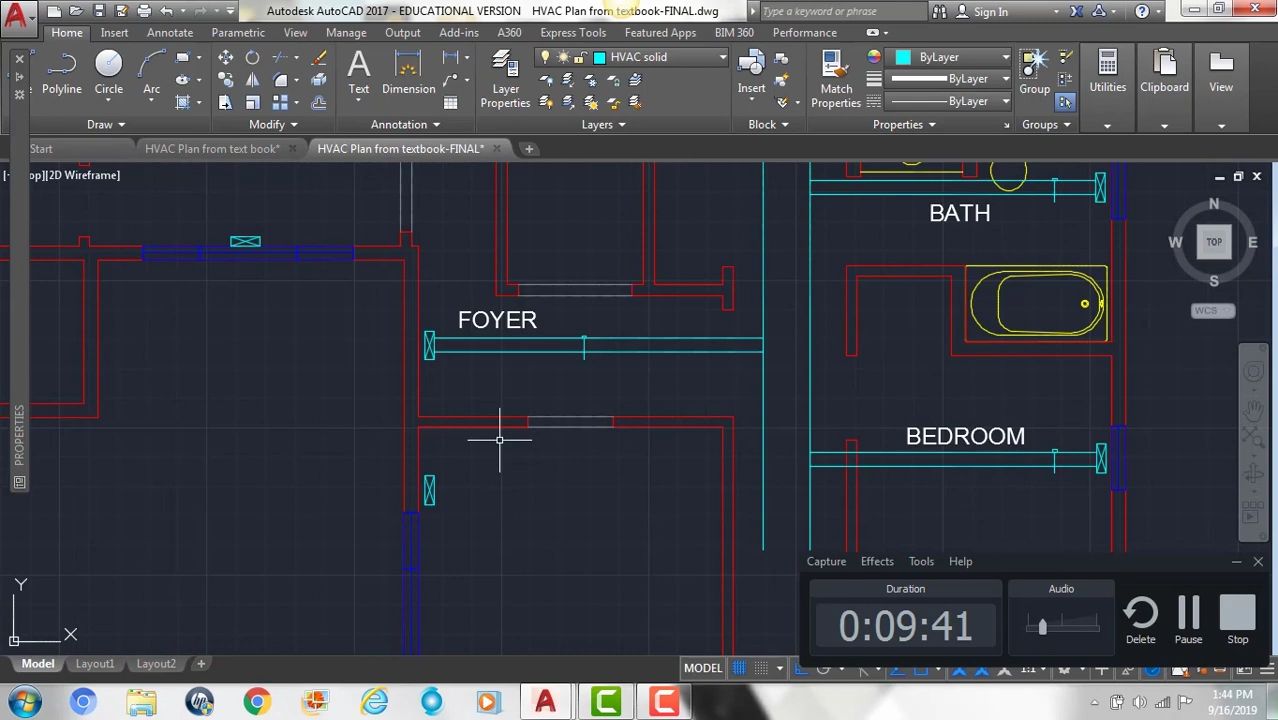 Autodesk AutoCAD 2017 - EDUCATIONAL VERSION HVAC Plan from textbook-FINAL.dwg
Type a keyword or phrase
Sign In
Home Insert Annotate Parametric View Manage Output Add-ins A360 Express Tools Featured Apps BIM 360 Performance
HVAC solid
ByLayer
ByLayer
ByLayer
Polyline Circle Arc Text Dimension Layer Properties Insert Match Properties Group Utilities Clipboard View
Draw Modify Annotation Layers Block Properties Groups
Start HVAC Plan from text book* HVAC Plan from textbook-FINAL*
[2D Wireframe]
N
W TOP E
S
WCS
BATH
FOYER
BEDROOM
PROPERTIES
Capture Effects Tools Help
Duration Audio
0:09:41
Delete Pause Stop
Y
X
Model Layout1 Layout2
MODEL
1:1
1:44 PM
9/16/2019